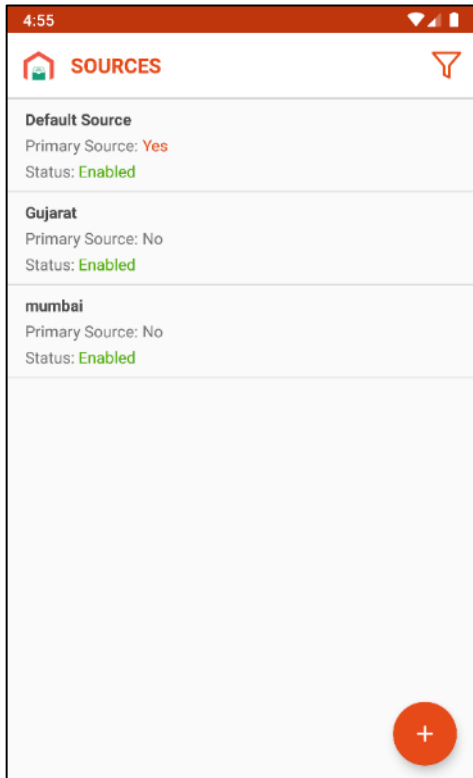 4:55
SOURCES
Default Source
Primary Source: Yes
Status: Enabled
Gujarat
Primary Source: No
Status: Enabled
mumbai
Primary Source: No
Status: Enabled
+